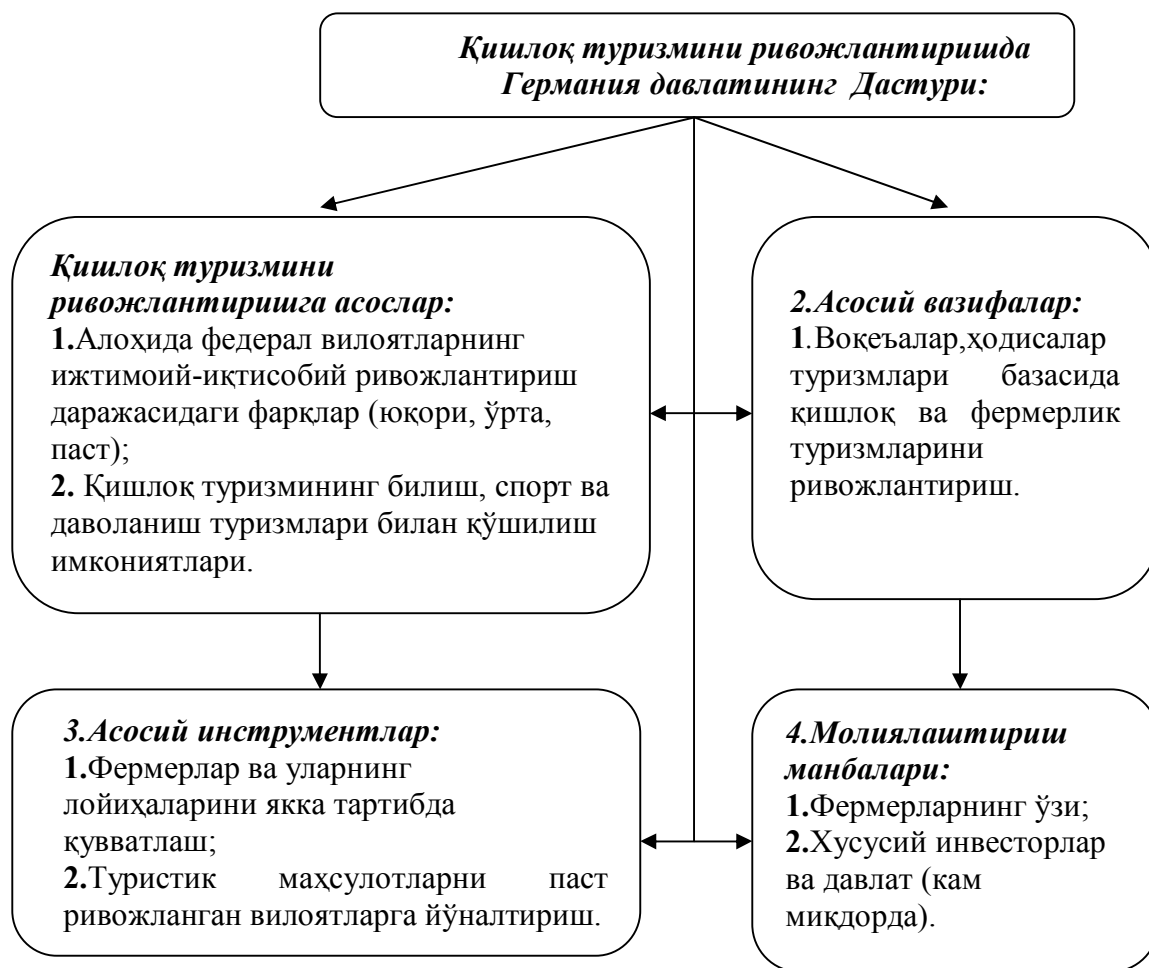 Қишлоқ туризмини ривожлантиришда
Германия давлатининг Дастури:
Қишлоқ туризмини
ривожлантиришга асослар:
1.Алоҳида федерал вилоятларнинг
ижтимоий-иқтисобий ривожлантириш
даражасидаги фарқлар (юқори, ўрта,
паст);
2. Қишлоқ туризмининг билиш, спорт ва
даволаниш туризмлари билан қўшилиш
имкониятлари.
2.Асосий вазифалар:
1.Воқеъалар,ҳодисалар
туризмлари базасида
қишлоқ ва фермерлик
туризмларини
ривожлантириш.
3.Асосий инструментлар:
1.Фермерлар ва уларнинг
лойиҳаларини якка тартибда
қувватлаш;
2.Туристик маҳсулотларни паст
ривожланган вилоятларга йўналтириш.
4.Молиялаштириш
манбалари:
1.Фермерларнинг ўзи;
2.Хусусий инвесторлар
ва давлат (кам
миқдорда).